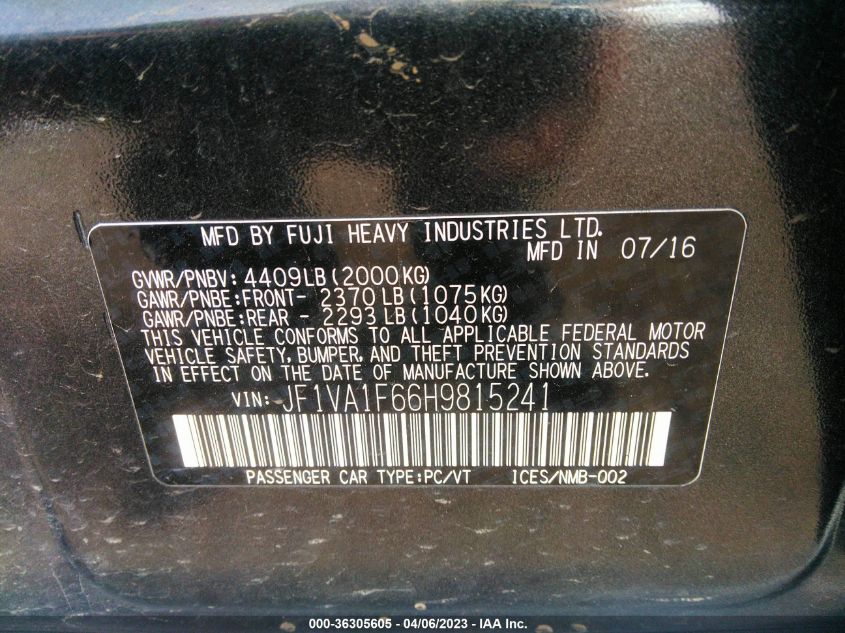 MFD BY FUJI HEAVY INDUSTRIES LTD.
MFD IN 07/16
GVWR/PNBV: 4409LB (2000KG)
GAWR/PNBE:FRONT- 2370LB (1075KG)
GAWR/PNBE:REAR - 2293LB (1040KG)
THIS VEHICLE CONFORMS TO ALL APPLICABLE FEDERAL MOTOR
VEHICLE SAFETY, BUMPER, AND THEFT PREVENTION STANDARDS
IN EFFECT ON THE DATE OF MANUFACTURE SHOWN ABOVE.
VIN: JF1VA1F66H9815241
PASSENGER CAR TYPE:PC/VT ICES/NMB-002
000-36305605 - 04/06/2023 - IAA Inc.